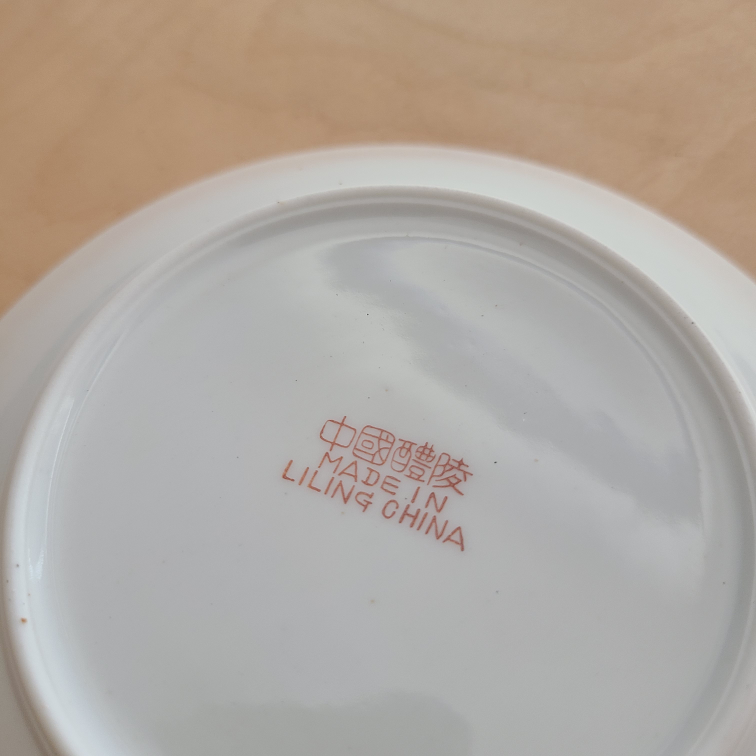 中國醴陵
MADE IN
LILING CHINA